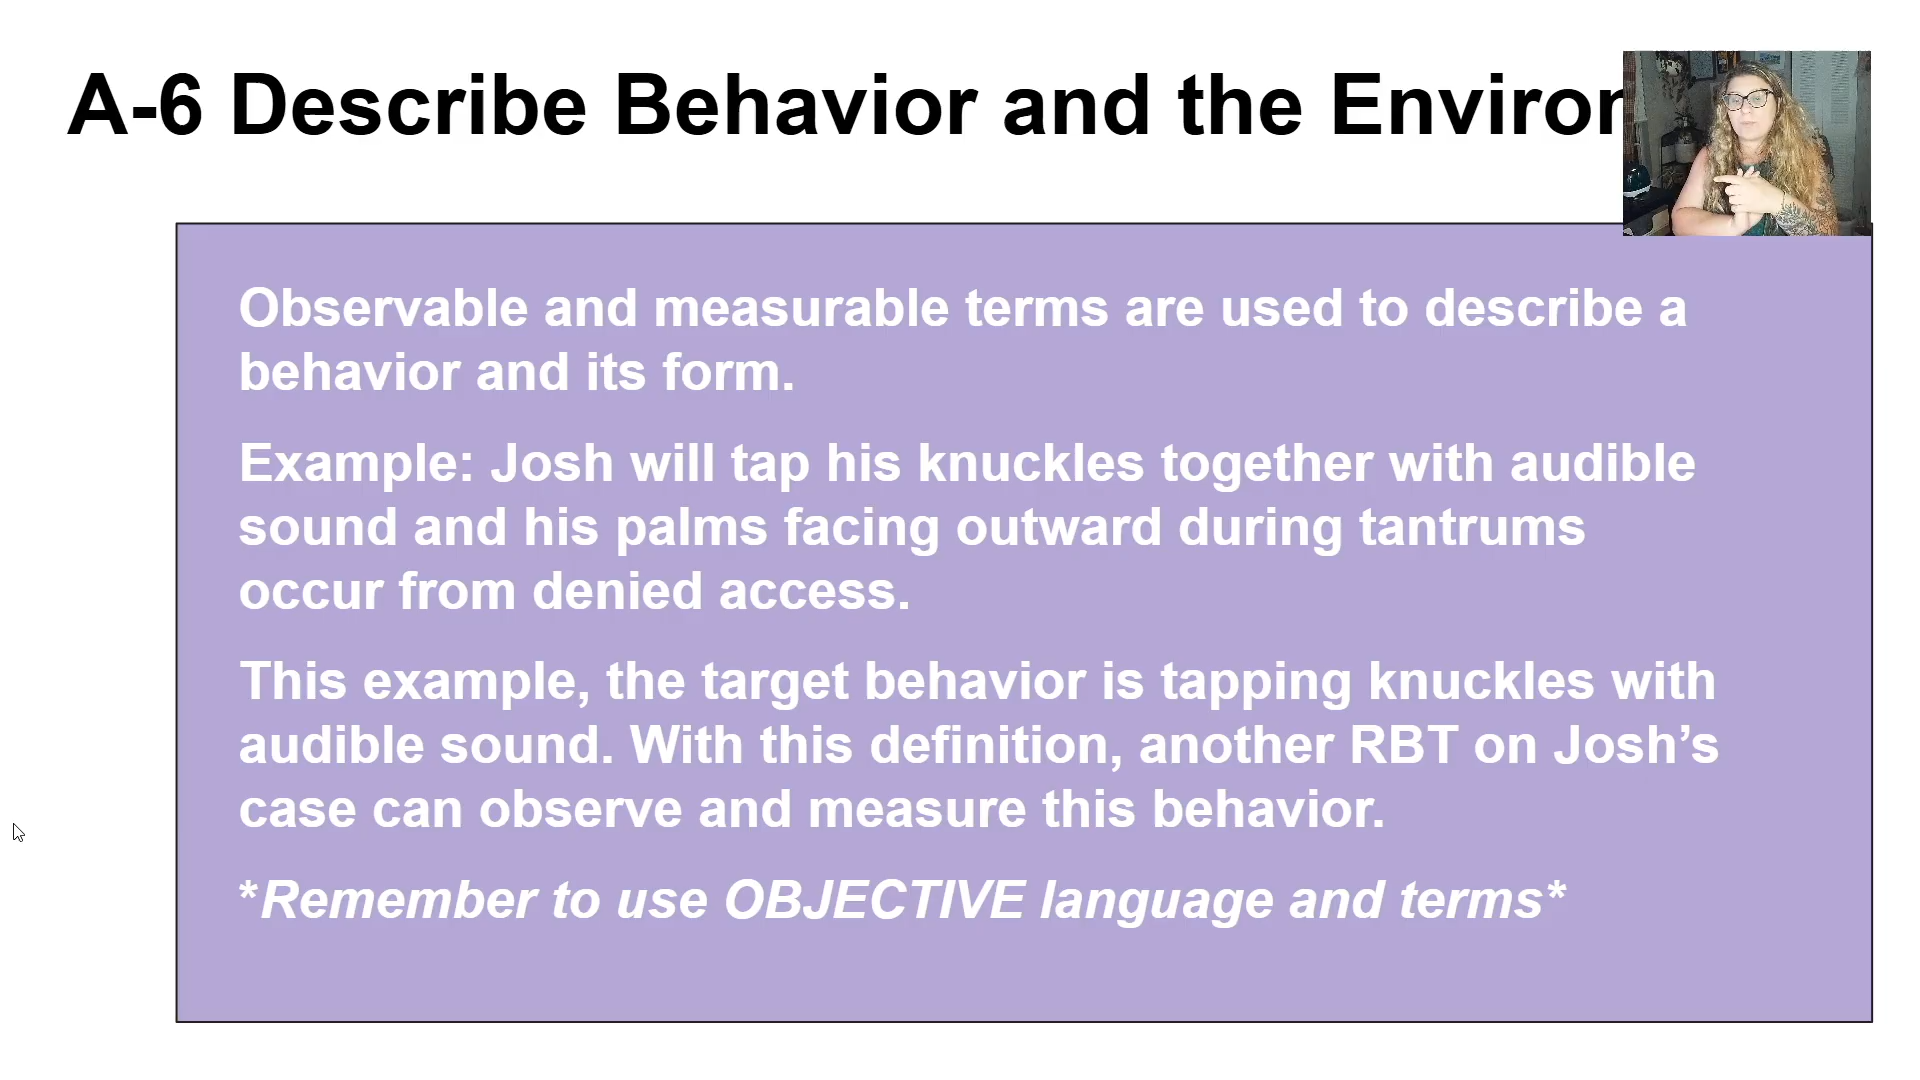 A-6 Describe Behavior and the Environ
Observable and measurable terms are used to describe a
behavior and its form.
Example: Josh will tap his knuckles together with audible
sound and his palms facing outward during tantrums
occur from denied access.
This example, the target behavior is tapping knuckles with
audible sound. With this definition, another RBT on Josh’s
case can observe and measure this behavior.
*Remember to use OBJECTIVE language and terms*